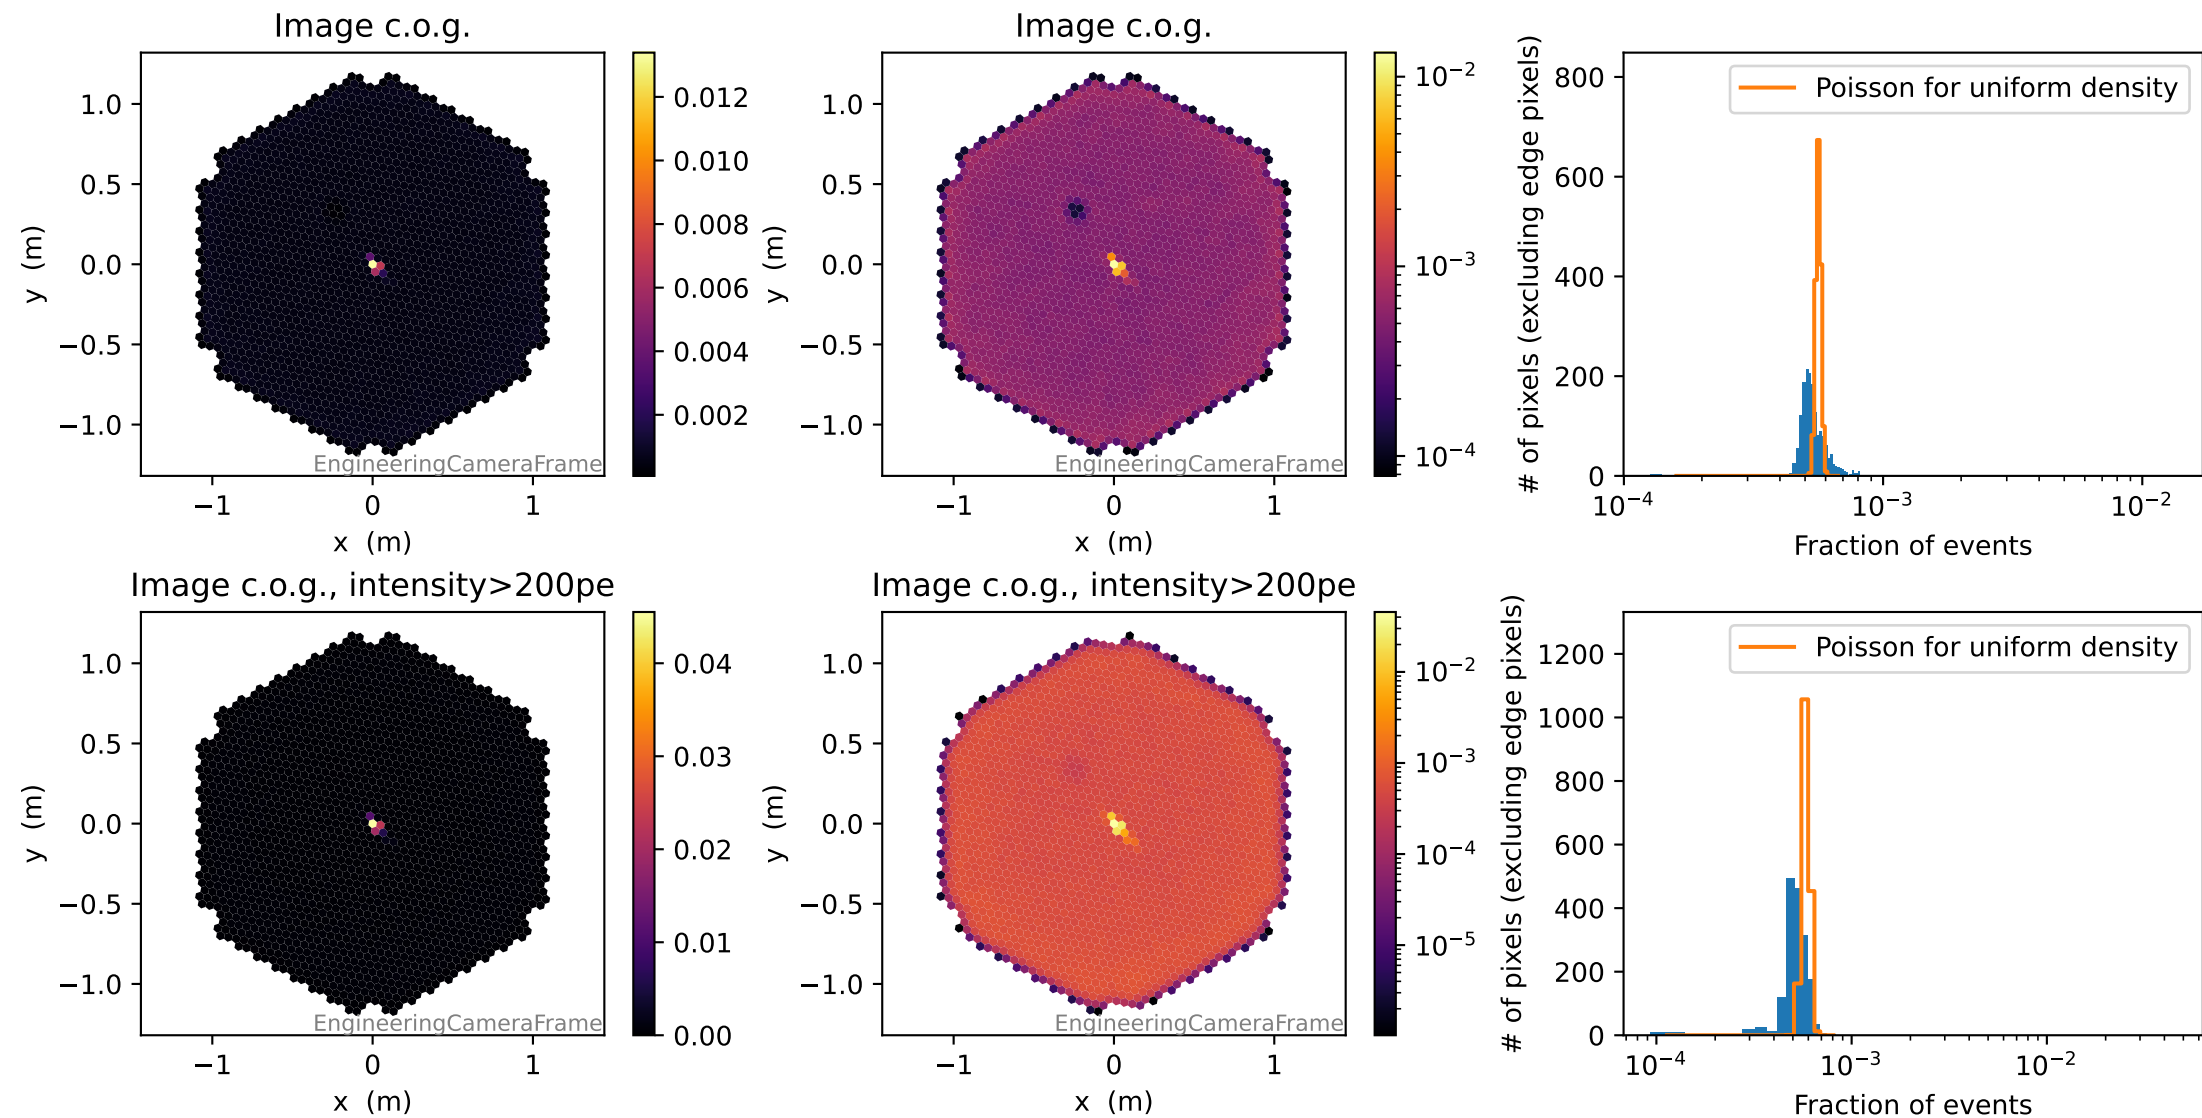 Image c.o.g.
1.0
0.5
0.0
−0.5
−1.0
y (m)
−1 0 1
x (m)
EngineeringCameraFrame
0.012
0.010
0.008
0.006
0.004
0.002
Image c.o.g.
1.0
0.5
0.0
−0.5
−1.0
y (m)
−1 0 1
x (m)
EngineeringCameraFrame
10⁻²
10⁻³
10⁻⁴
# of pixels (excluding edge pixels)
800
600
400
200
0
Poisson for uniform density
10⁻⁴ 10⁻³ 10⁻²
Fraction of events
Image c.o.g., intensity>200pe
1.0
0.5
0.0
−0.5
−1.0
y (m)
−1 0 1
x (m)
EngineeringCameraFrame
0.04
0.03
0.02
0.01
0.00
Image c.o.g., intensity>200pe
1.0
0.5
0.0
−0.5
−1.0
y (m)
−1 0 1
x (m)
EngineeringCameraFrame
10⁻²
10⁻³
10⁻⁴
10⁻⁵
# of pixels (excluding edge pixels)
1200
1000
800
600
400
200
0
Poisson for uniform density
10⁻⁴ 10⁻³ 10⁻²
Fraction of events